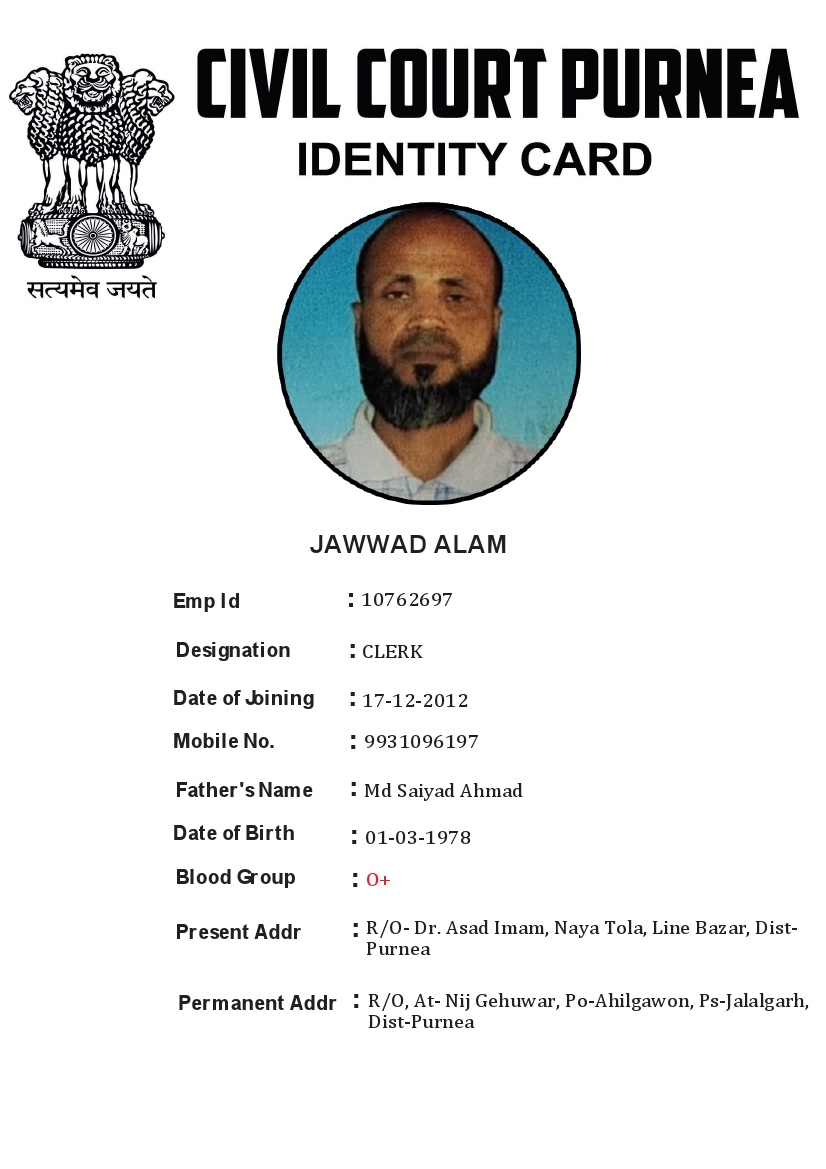 CIVIL COURT PURNEA
IDENTITY CARD
सत्यमेव जयते
JAWWAD ALAM
Emp Id : 10762697
Designation : CLERK
Date of Joining : 17-12-2012
Mobile No. : 9931096197
Father's Name : Md Saiyad Ahmad
Date of Birth : 01-03-1978
Blood Group : O+
Present Addr : R/O- Dr. Asad Imam, Naya Tola, Line Bazar, Dist-
Purnea
Permanent Addr : R/O, At- Nij Gehuwar, Po-Ahilgawon, Ps-Jalalgarh,
Dist-Purnea